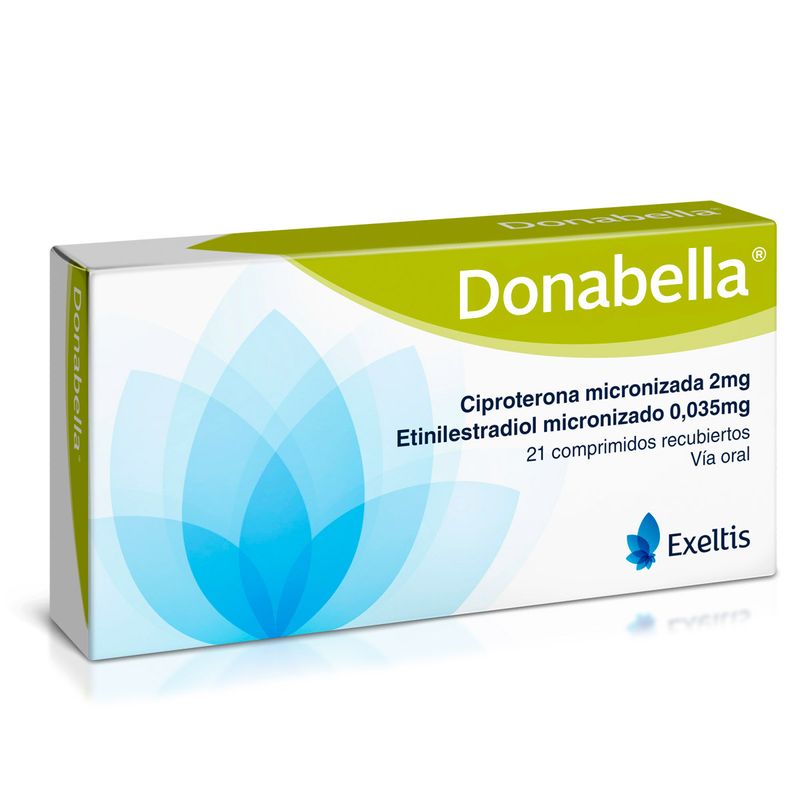 Donabella®
Donabella®
Donabella®
Ciproterona micronizada 2mg
Etinilestradiol micronizado 0,035mg
21 comprimidos recubiertos
Vía oral
Exeltis